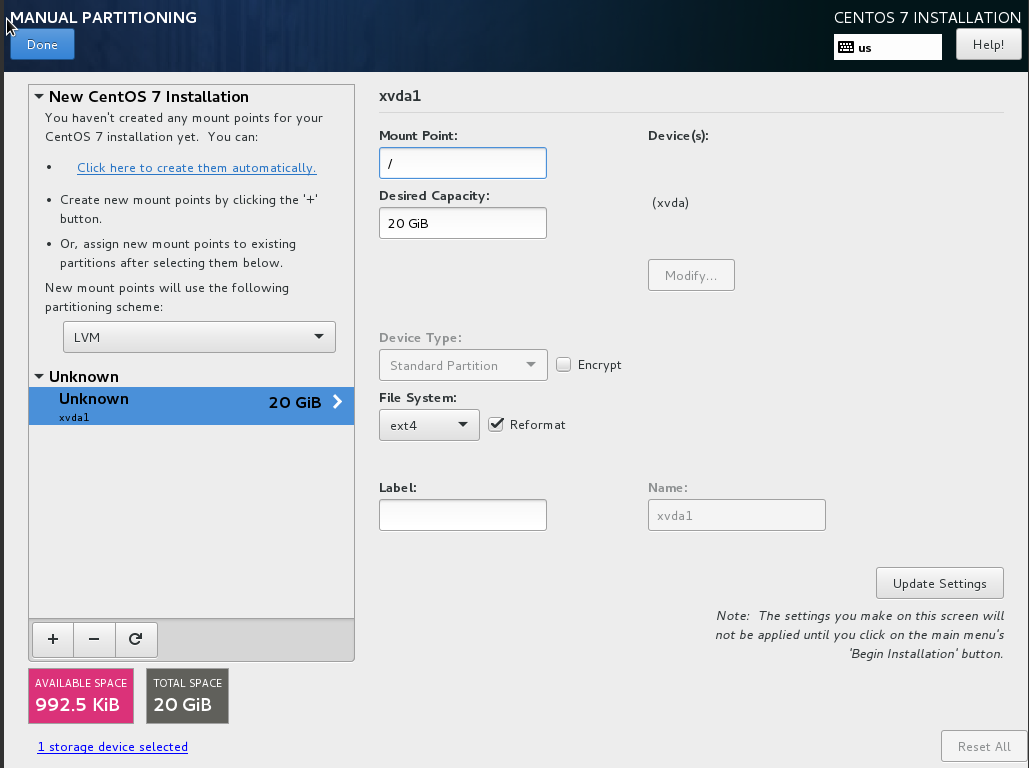 MANUAL PARTITIONING
CENTOS 7 INSTALLATION
Done
us
Help!
New CentOS 7 Installation
You haven't created any mount points for your
CentOS 7 installation yet.  You can:
• Click here to create them automatically.
• Create new mount points by clicking the '+'
button.
• Or, assign new mount points to existing
partitions after selecting them below.
New mount points will use the following
partitioning scheme:
LVM
Unknown
Unknown
20 GiB
xvda1
+ −
AVAILABLE SPACE
992.5 KiB
TOTAL SPACE
20 GiB
1 storage device selected
xvda1
Mount Point:
/
Device(s):
Desired Capacity:
20 GiB
(xvda)
Modify...
Device Type:
Standard Partition
Encrypt
File System:
ext4
Reformat
Label:
Name:
xvda1
Update Settings
Note:  The settings you make on this screen will
not be applied until you click on the main menu's
'Begin Installation' button.
Reset All